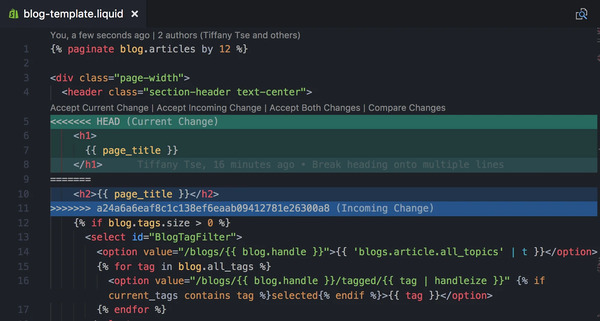 blog-template.liquid ×
You, a few seconds ago | 2 authors (Tiffany Tse and others)
1 {% paginate blog.articles by 12 %}
2
3 <div class="page-width">
4 <header class="section-header text-center">
Accept Current Change | Accept Incoming Change | Accept Both Changes | Compare Changes
5 <<<<<<< HEAD (Current Change)
6 <h1>
7 {{ page_title }}
8 </h1> Tiffany Tse, 16 minutes ago • Break heading onto multiple lines
9 =======
10 <h2>{{ page_title }}</h2>
11 >>>>>>> a24a6a6eaf8c1c138ef6eaab09412781e26300a8 (Incoming Change)
12 {% if blog.tags.size > 0 %}
13 <select id="BlogTagFilter">
14 <option value="/blogs/{{ blog.handle }}">{{ 'blogs.article.all_topics' | t }}</option>
15 {% for tag in blog.all_tags %}
16 <option value="/blogs/{{ blog.handle }}/tagged/{{ tag | handleize }}" {% if
current_tags contains tag %}selected{% endif %}>{{ tag }}</option>
17 {% endfor %}